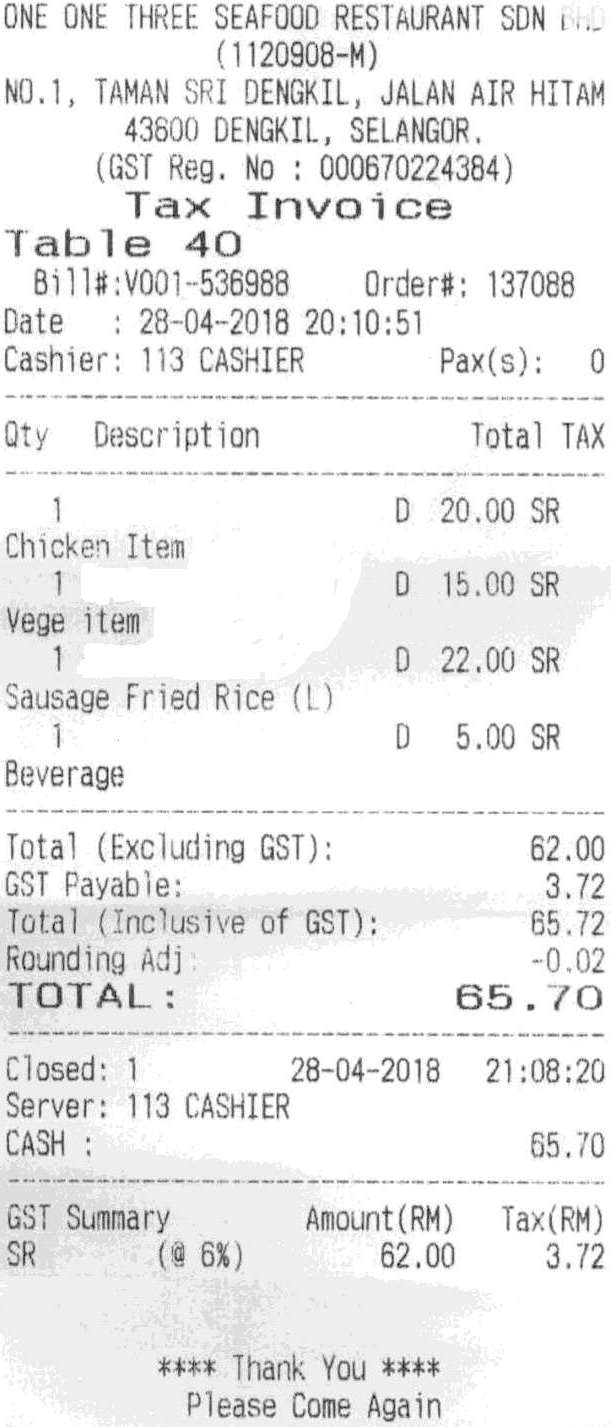 ONE ONE THREE SEAFOOD RESTAURANT SDN BHD
(1120908-M)
NO.1, TAMAN SRI DENGKIL, JALAN AIR HITAM
43800 DENGKIL, SELANGOR.
(GST Reg. No : 000670224384)
Tax Invoice
Table 40
Bill#:V001-536988 Order#: 137088
Date : 28-04-2018 20:10:51
Cashier: 113 CASHIER Pax(s): 0
Qty Description Total TAX
1 D 20.00 SR
Chicken Item
1 D 15.00 SR
Vege item
1 D 22.00 SR
Sausage Fried Rice (L)
1 D 5.00 SR
Beverage
Total (Excluding GST): 62.00
GST Payable: 3.72
Total (Inclusive of GST): 65.72
Rounding Adj: -0.02
TOTAL: 65.70
Closed: 1 28-04-2018 21:08:20
Server: 113 CASHIER
CASH : 65.70
GST Summary Amount(RM) Tax(RM)
SR (@ 6%) 62.00 3.72
**** Thank You ****
Please Come Again